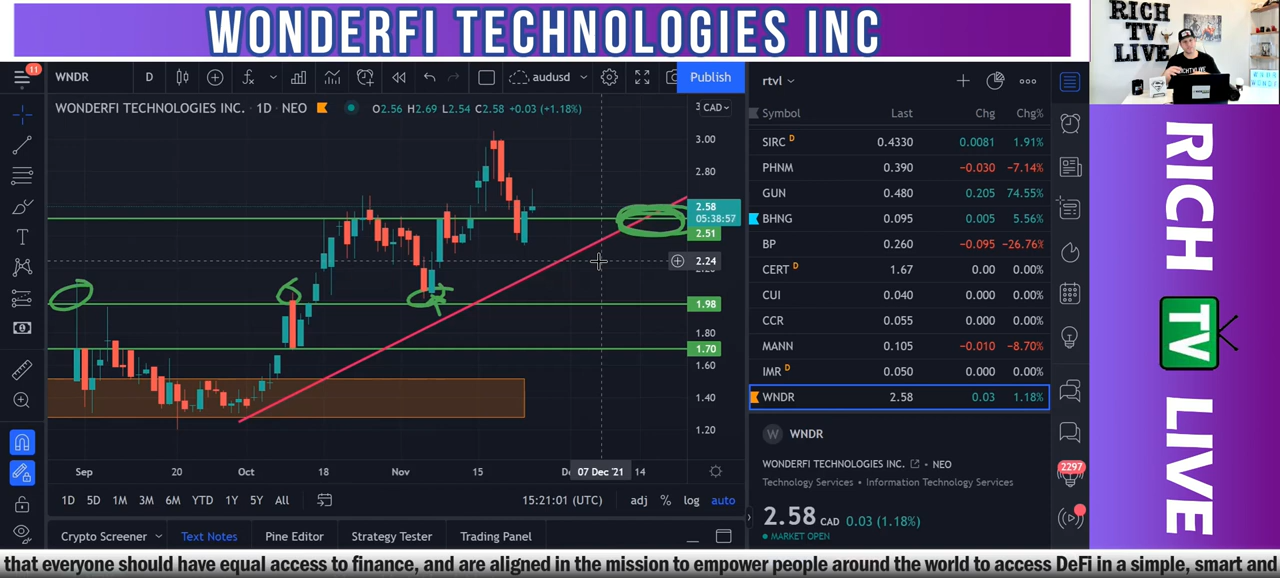 WONDERFI TECHNOLOGIES INC
RICH
TV LIVE
11
WNDR
D
audusd
Publish
WONDERFI TECHNOLOGIES INC. · 1D · NEO
O2.56 H2.69 L2.54 C2.58 +0.03 (+1.18%)
CAD
3.00
2.80
2.58
05:38:57
2.51
2.24
1.98
1.80
1.70
1.60
1.40
1.20
Sep 20 Oct 18 Nov 15 07 Dec '21 14
1D 5D 1M 3M 6M YTD 1Y 5Y All
15:21:01 (UTC) adj % log auto
Crypto Screener Text Notes Pine Editor Strategy Tester Trading Panel
rtvl
Symbol Last Chg Chg%
SIRC D 0.4330 0.0081 1.91%
PHNM 0.390 −0.030 −7.14%
GUN 0.480 0.205 74.55%
BHNG 0.095 0.005 5.56%
BP 0.260 −0.095 −26.76%
CERT D 1.67 0.00 0.00%
CUI 0.040 0.000 0.00%
CCR 0.055 0.000 0.00%
MANN 0.105 −0.010 −8.70%
IMR D 0.050 0.000 0.00%
WNDR 2.58 0.03 1.18%
W WNDR
WONDERFI TECHNOLOGIES INC. NEO
Technology Services • Information Technology Services
2.58 CAD 0.03 (1.18%)
MARKET OPEN
2297
RICH
TV
LIVE
that everyone should have equal access to finance, and are aligned in the mission to empower people around the world to access DeFi in a simple, smart and